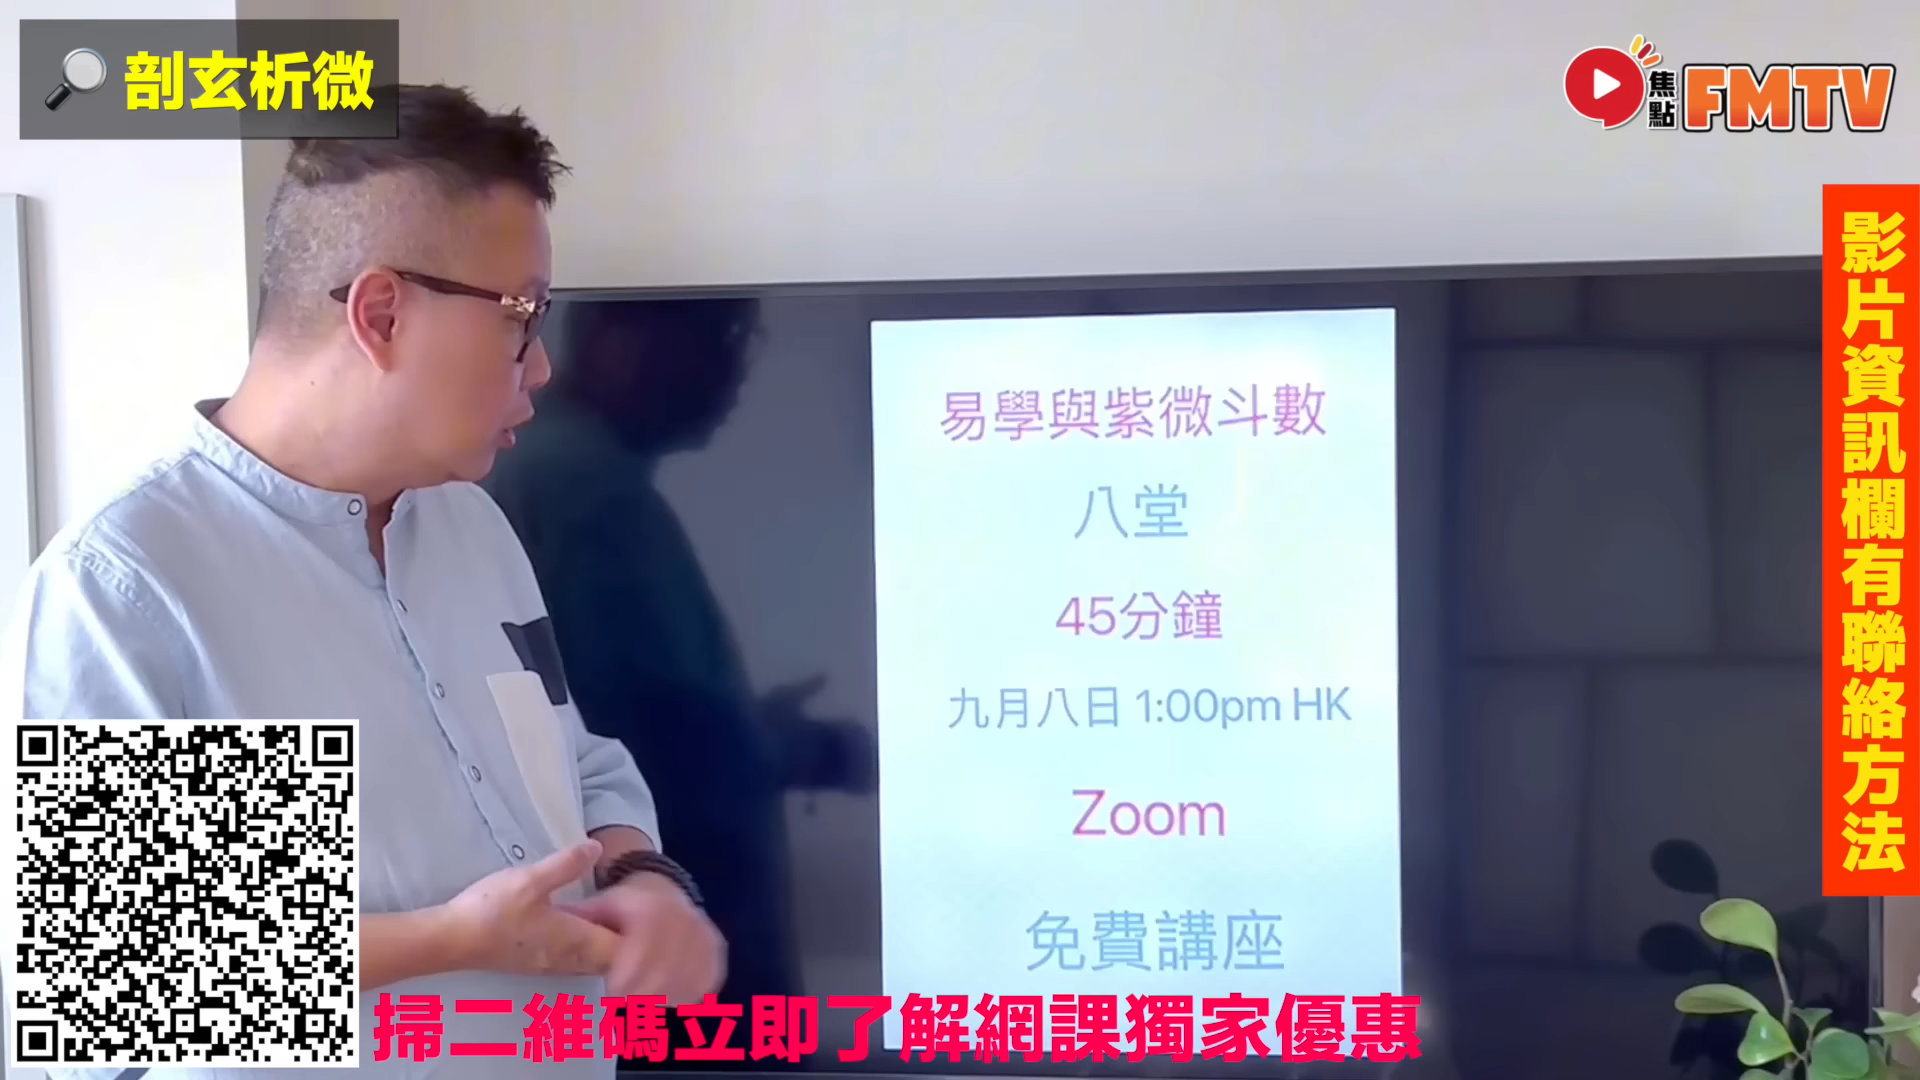 剖玄析微
焦點
FMTV
影片資訊欄有聯絡方法
易學與紫微斗數
八堂
45分鐘
九月八日 1:00pm HK
Zoom
免費講座
掃二維碼立即了解網課獨家優惠